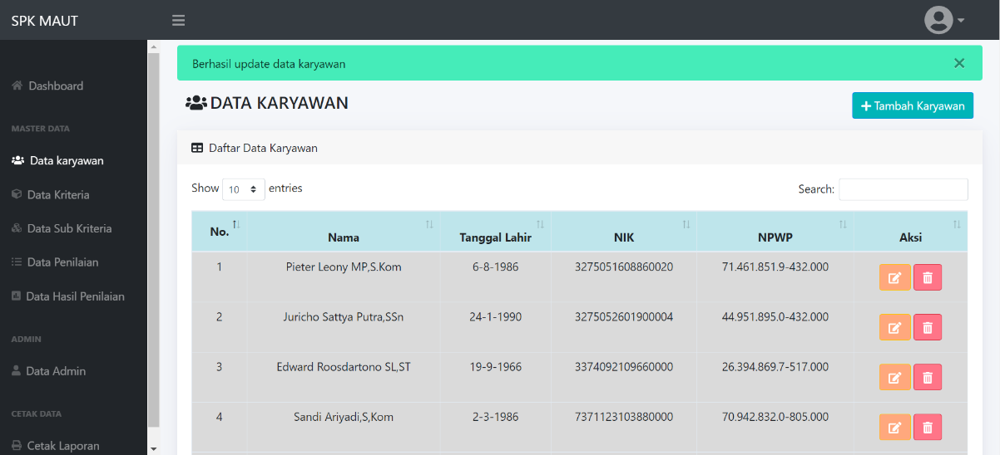 SPK MAUT
Dashboard
MASTER DATA
Data karyawan
Data Kriteria
Data Sub Kriteria
Data Penilaian
Data Hasil Penilaian
ADMIN
Data Admin
CETAK DATA
Cetak Laporan
Berhasil update data karyawan
DATA KARYAWAN
Tambah Karyawan
Daftar Data Karyawan
Show 10 entries Search:
No. Nama Tanggal Lahir NIK NPWP Aksi
1 Pieter Leony MP,S.Kom 6-8-1986 3275051608860020 71.461.851.9-432.000
2 Juricho Sattya Putra,SSn 24-1-1990 3275052601900004 44.951.895.0-432.000
3 Edward Roosdartono SL,ST 19-9-1966 3374092109660000 26.394.869.7-517.000
4 Sandi Ariyadi,S,Kom 2-3-1986 7371123103880000 70.942.832.0-805.000